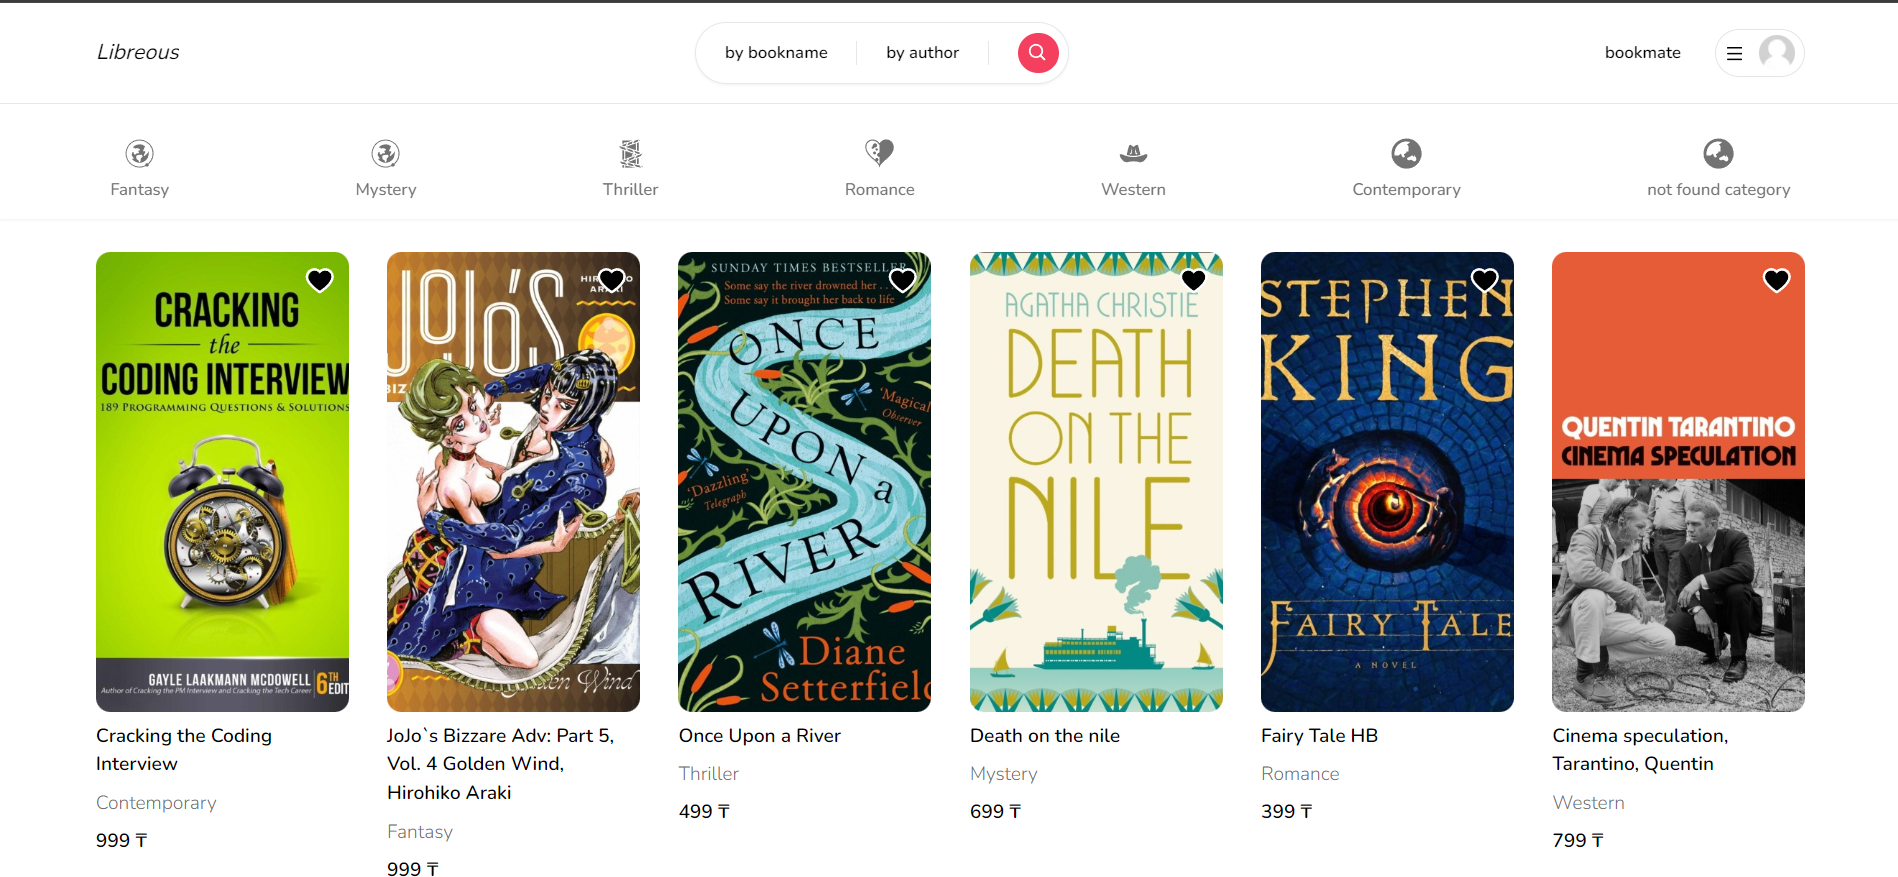 Libreous
by bookname
by author
bookmate
Fantasy
Mystery
Thriller
Romance
Western
Contemporary
not found category
CRACKING
the
CODING INTERVIEW
189 PROGRAMMING QUESTIONS & SOLUTIONS
GAYLE LAAKMANN MCDOWELL
6TH
EDIT
Author of Cracking the PM Interview and Cracking the Tech Career
JOJO'S
BIZ
Wind
SUNDAY TIMES BESTSELLER
Some say the river drowned her . .
Some say it brought her back to life
ONCE
UPON a
RIVER
'Magical
Observer
'Dazzling'
Telegraph
Diane
Setterfield
AGATHA CHRISTIE
DEATH
ON THE
NILE
STEPHEN
KING
FAIRY TALE
A NOVEL
QUENTIN TARANTINO
CINEMA SPECULATION
Cracking the Coding
Interview
Contemporary
999 ₸
JoJo`s Bizzare Adv: Part 5,
Vol. 4 Golden Wind,
Hirohiko Araki
Fantasy
999 ₸
Once Upon a River
Thriller
499 ₸
Death on the nile
Mystery
699 ₸
Fairy Tale HB
Romance
399 ₸
Cinema speculation,
Tarantino, Quentin
Western
799 ₸